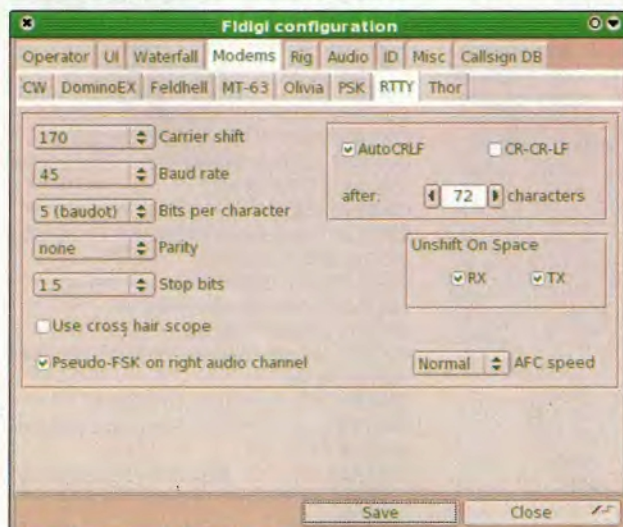 Fldigi configuration
Operator UI Waterfall Modems Rig Audio ID Misc Callsign DB
CW DominoEX Feldhell MT-63 Olivia PSK RTTY Thor
170 Carrier shift
45 Baud rate
5 (baudot) Bits per character
none Parity
1.5 Stop bits
Use cross hair scope
Pseudo-FSK on right audio channel
AutoCRLF CR-CR-LF
after: 72 characters
Unshift On Space
RX TX
Normal AFC speed
Save Close